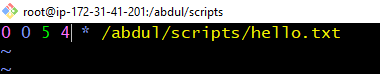 root@ip-172-31-41-201:/abdul/scripts
0 0 5 4 * /abdul/scripts/hello.txt
~
~